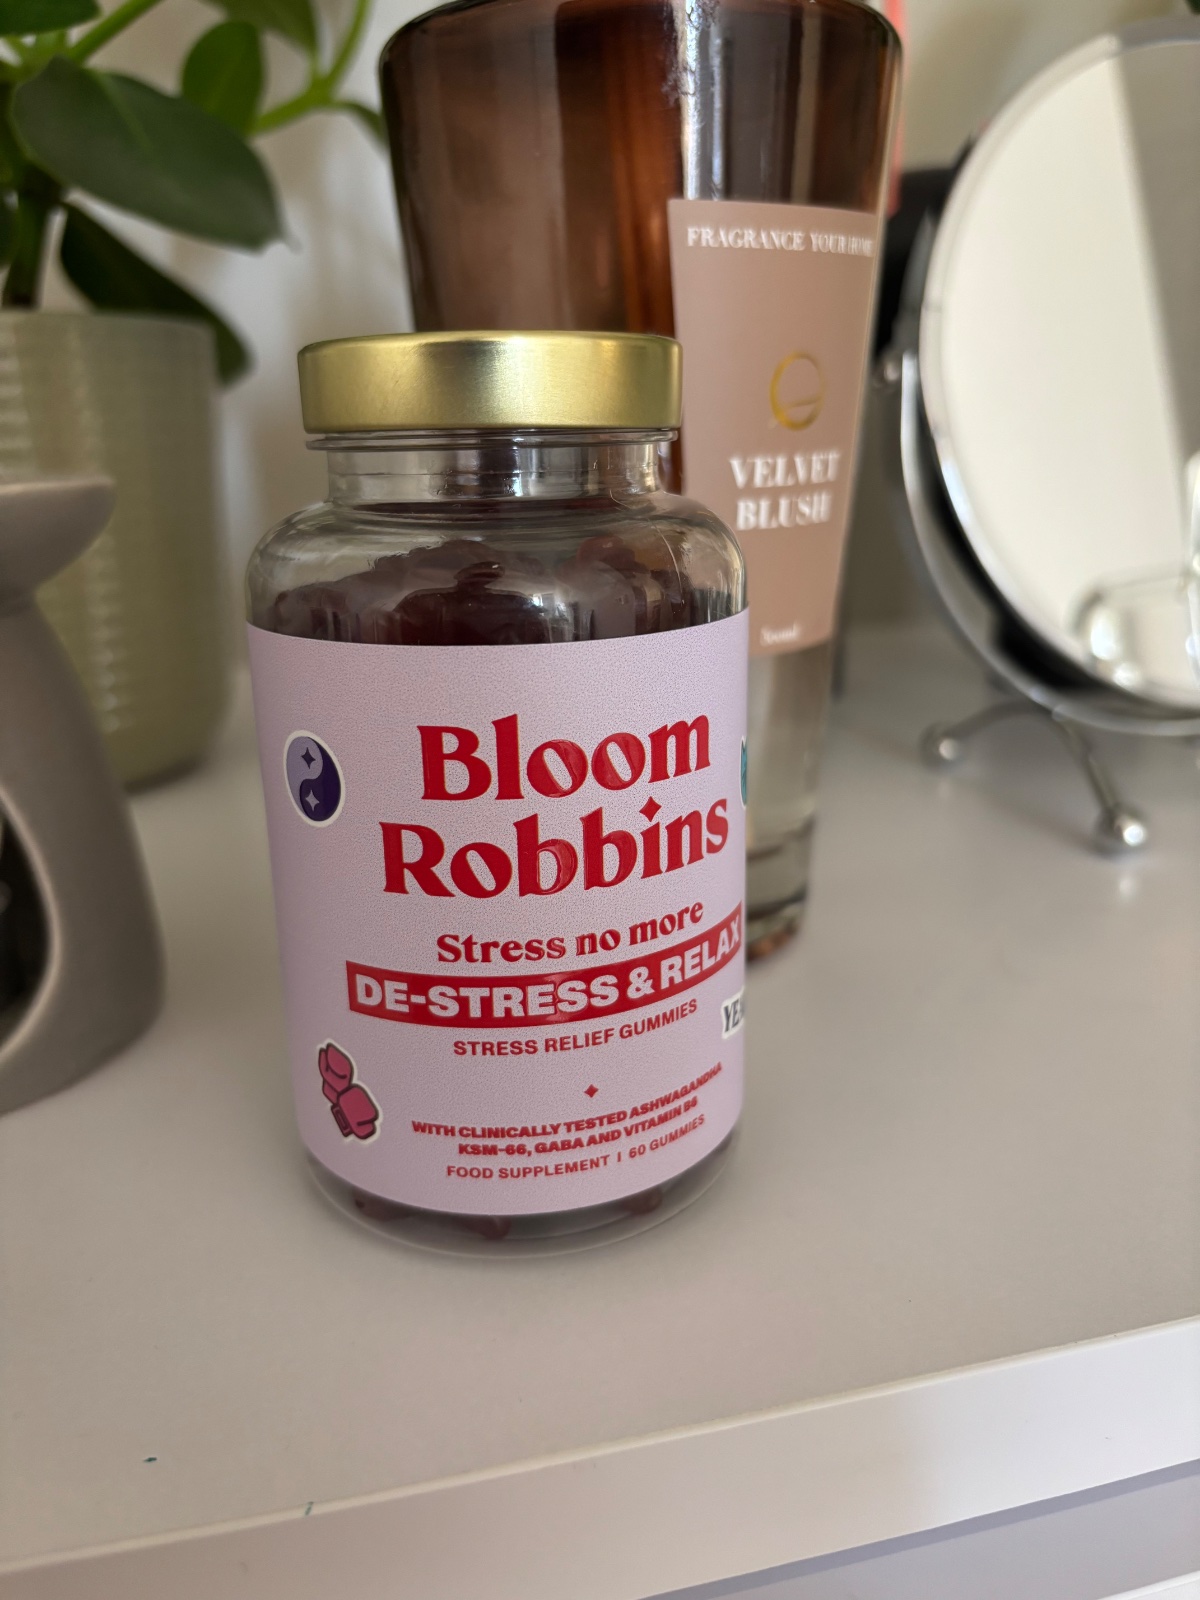 FRAGRANCE YOUR HOME
VELVET
BLUSH
Bloom
Robbins
Stress no more
DE-STRESS & RELAX
STRESS RELIEF GUMMIES
WITH CLINICALLY TESTED ASHWAGANDHA
KSM-66, GABA AND VITAMIN B6
FOOD SUPPLEMENT | 60 GUMMIES